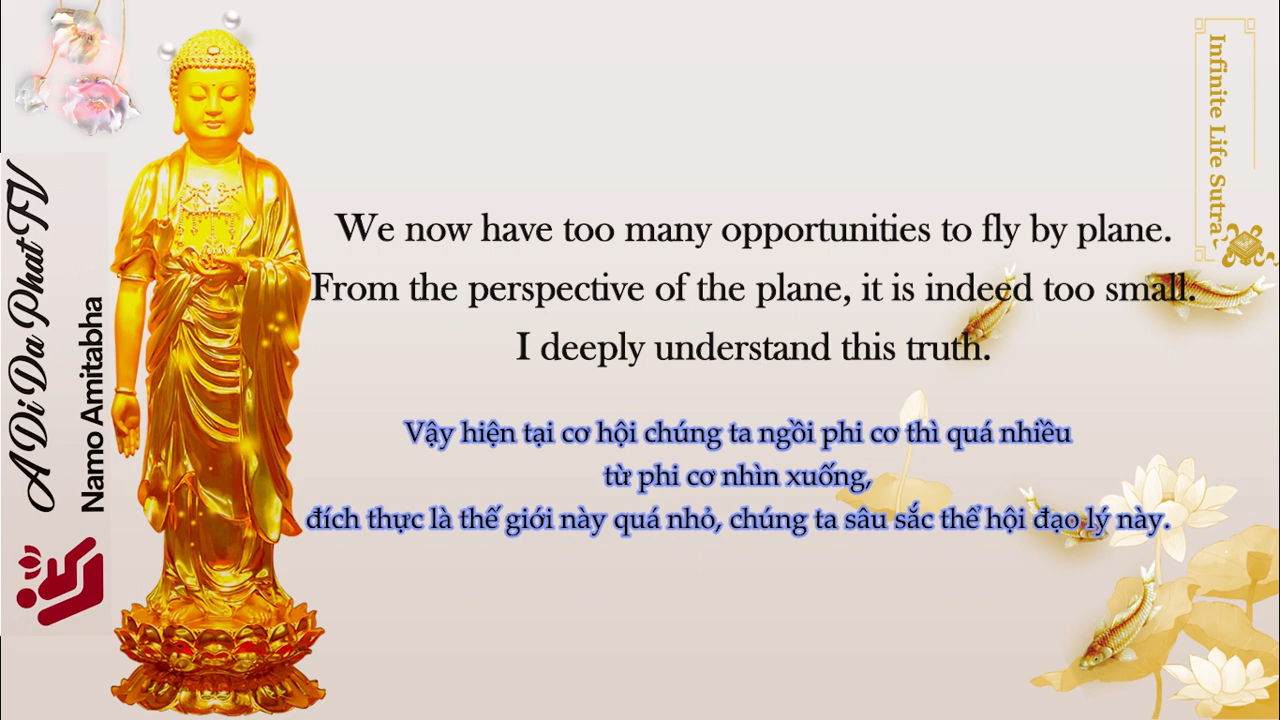 A Di Da Phat TV
Namo Amitabha
Infinite Life Sutra
We now have too many opportunities to fly by plane.
From the perspective of the plane, it is indeed too small.
I deeply understand this truth.
Vậy hiện tại cơ hội chúng ta ngồi phi cơ thì quá nhiều
từ phi cơ nhìn xuống,
đích thực là thế giới này quá nhỏ, chúng ta sâu sắc thể hội đạo lý này.